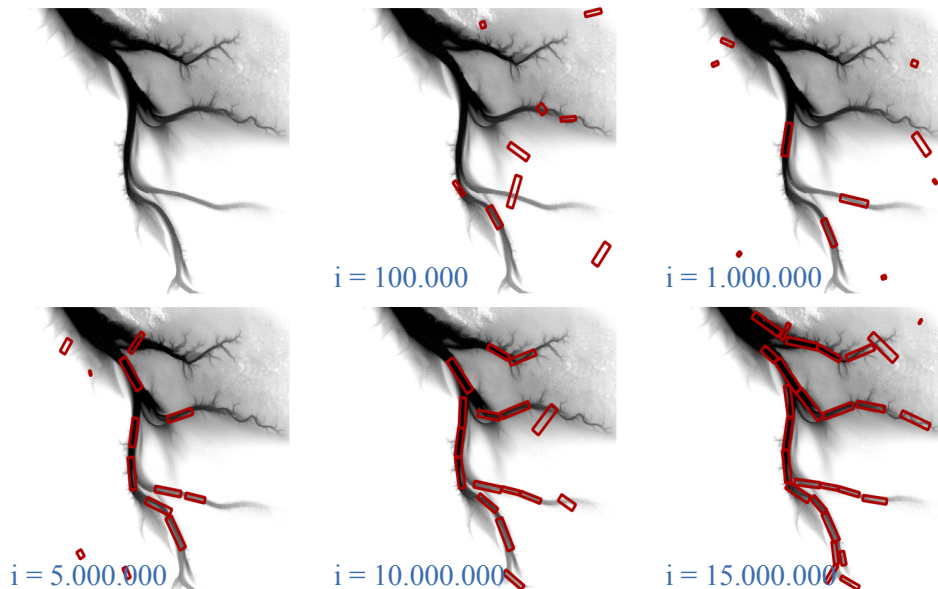 i = 100.000
i = 1.000.000
i = 5.000.000
i = 10.000.000
i = 15.000.000